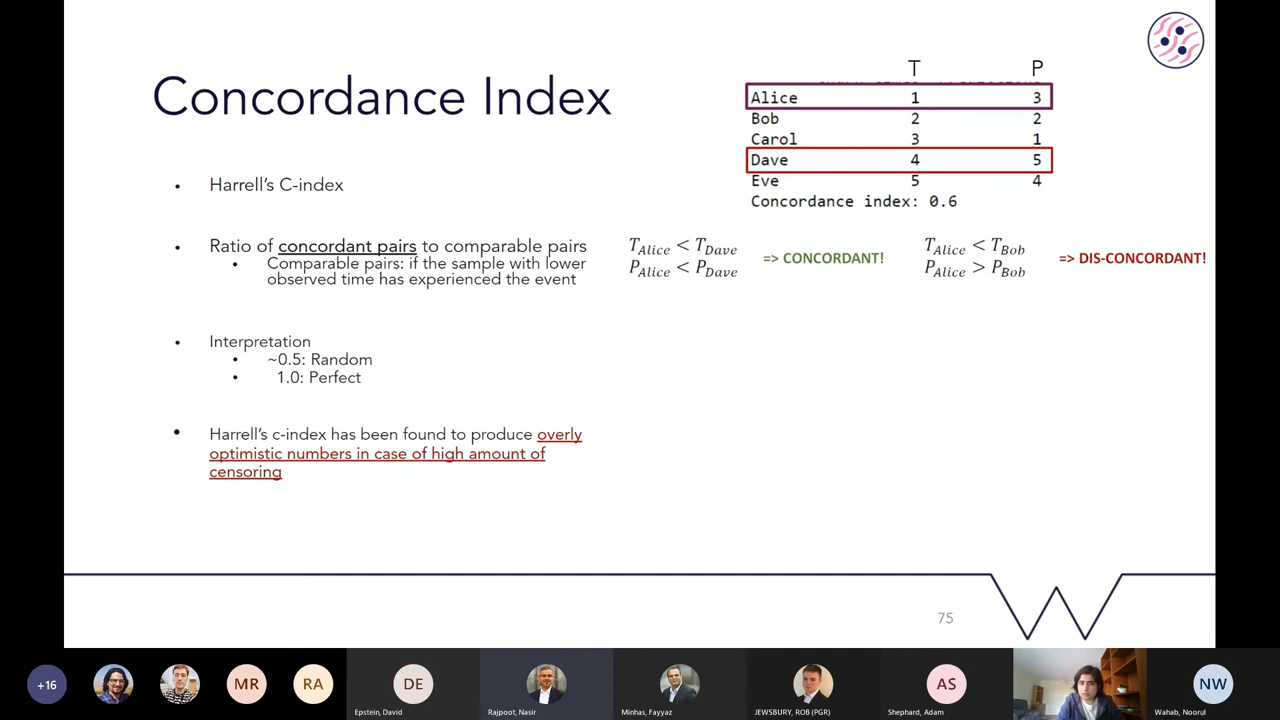 Concordance Index
T P
Alice 1 3
Bob 2 2
Carol 3 1
Dave 4 5
Eve 5 4
Concordance index: 0.6
• Harrell's C-index
• Ratio of concordant pairs to comparable pairs
• Comparable pairs: if the sample with lower
observed time has experienced the event
T_Alice < T_Dave
P_Alice < P_Dave
=> CONCORDANT!
T_Alice < T_Bob
P_Alice > P_Bob
=> DIS-CONCORDANT!
• Interpretation
• ~0.5: Random
• 1.0: Perfect
• Harrell's c-index has been found to produce overly
optimistic numbers in case of high amount of
censoring
75
+16
MR
RA
DE
Epstein, David
Rajpoot, Nasir
Minhas, Fayyaz
JEWSBURY, ROB (PGR)
AS
Shephard, Adam
NW
Wahab, Noorul